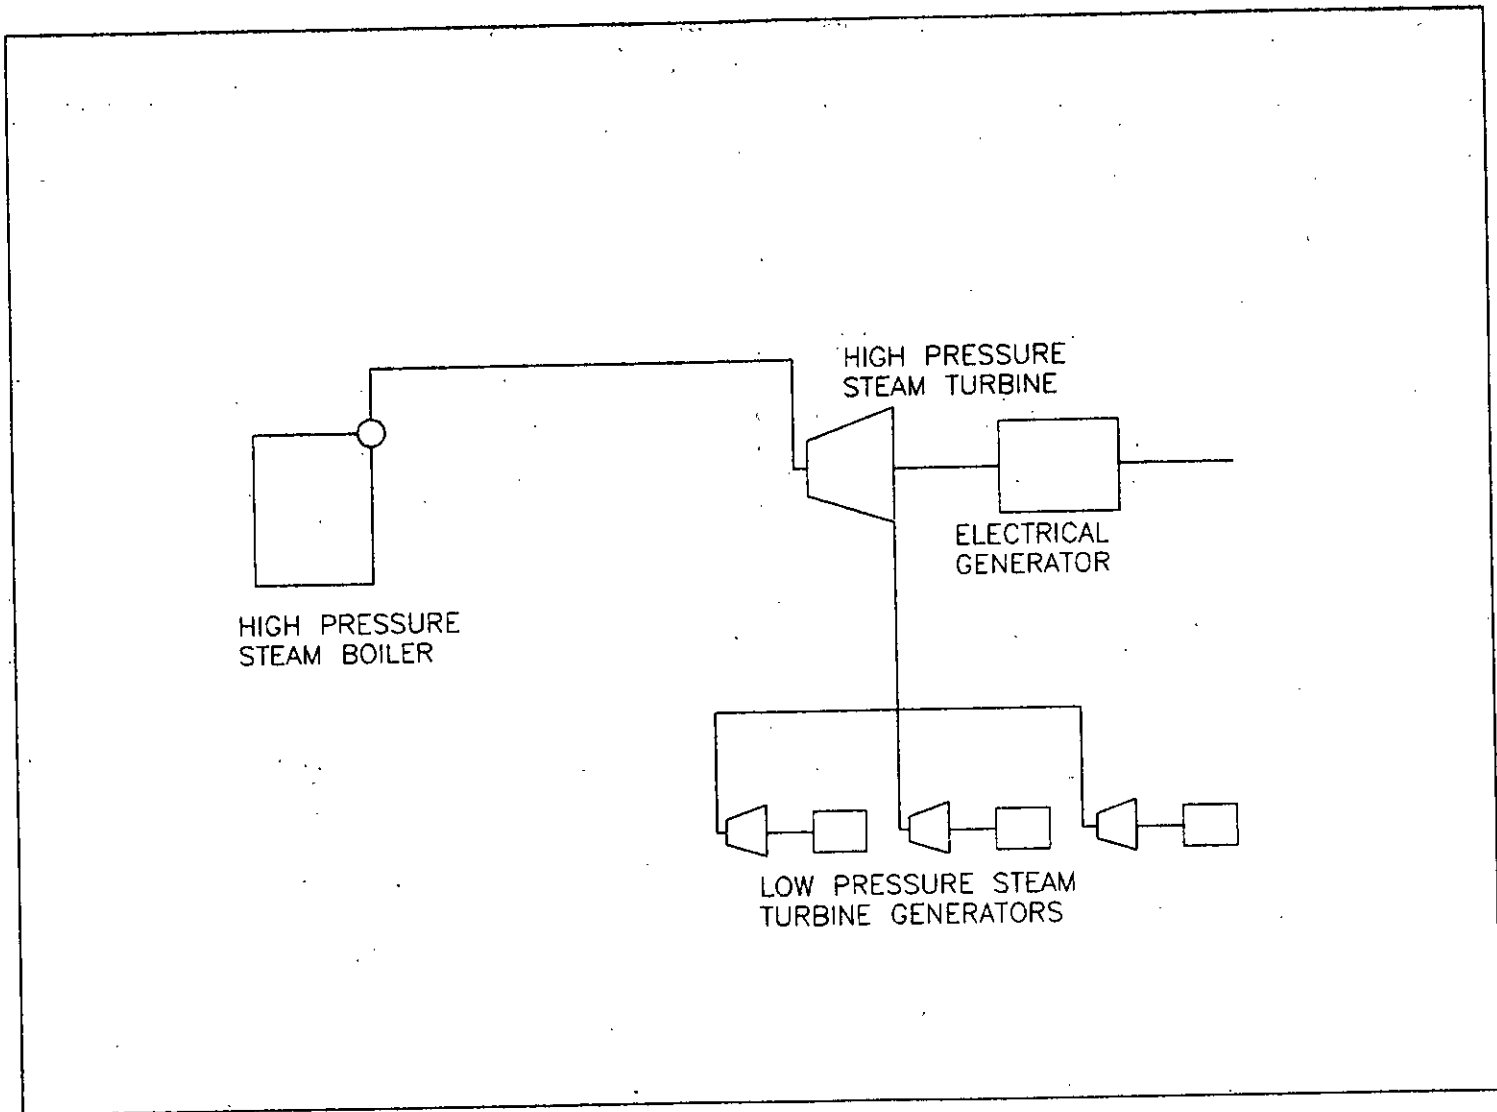 HIGH PRESSURE
STEAM TURBINE
ELECTRICAL
GENERATOR
HIGH PRESSURE
STEAM BOILER
LOW PRESSURE STEAM
TURBINE GENERATORS